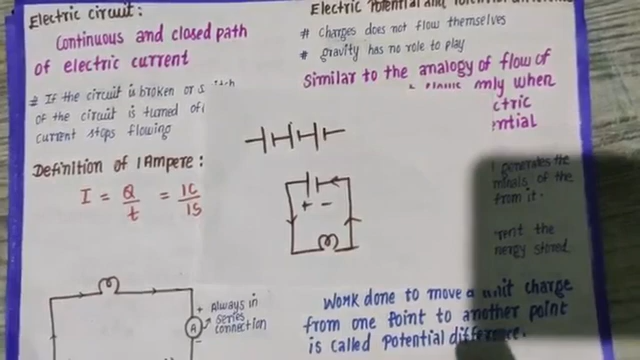 Electric circuit:
Continuous and closed path
of electric current
# If the circuit is broken or
of the circuit is turned
current stops flowing
Definition of 1 Ampere:
I = Q/t = 1C/1s
Always in
series
connection
+
A
-
Electric Potential and
# Charges does not flow themselves
# gravity has no role to play
Similar to the analogy of flow of
only when
+ -
generates the
of the
from it.
the
stored
Work done to move a unit charge
from one point to another point
is called Potential difference.